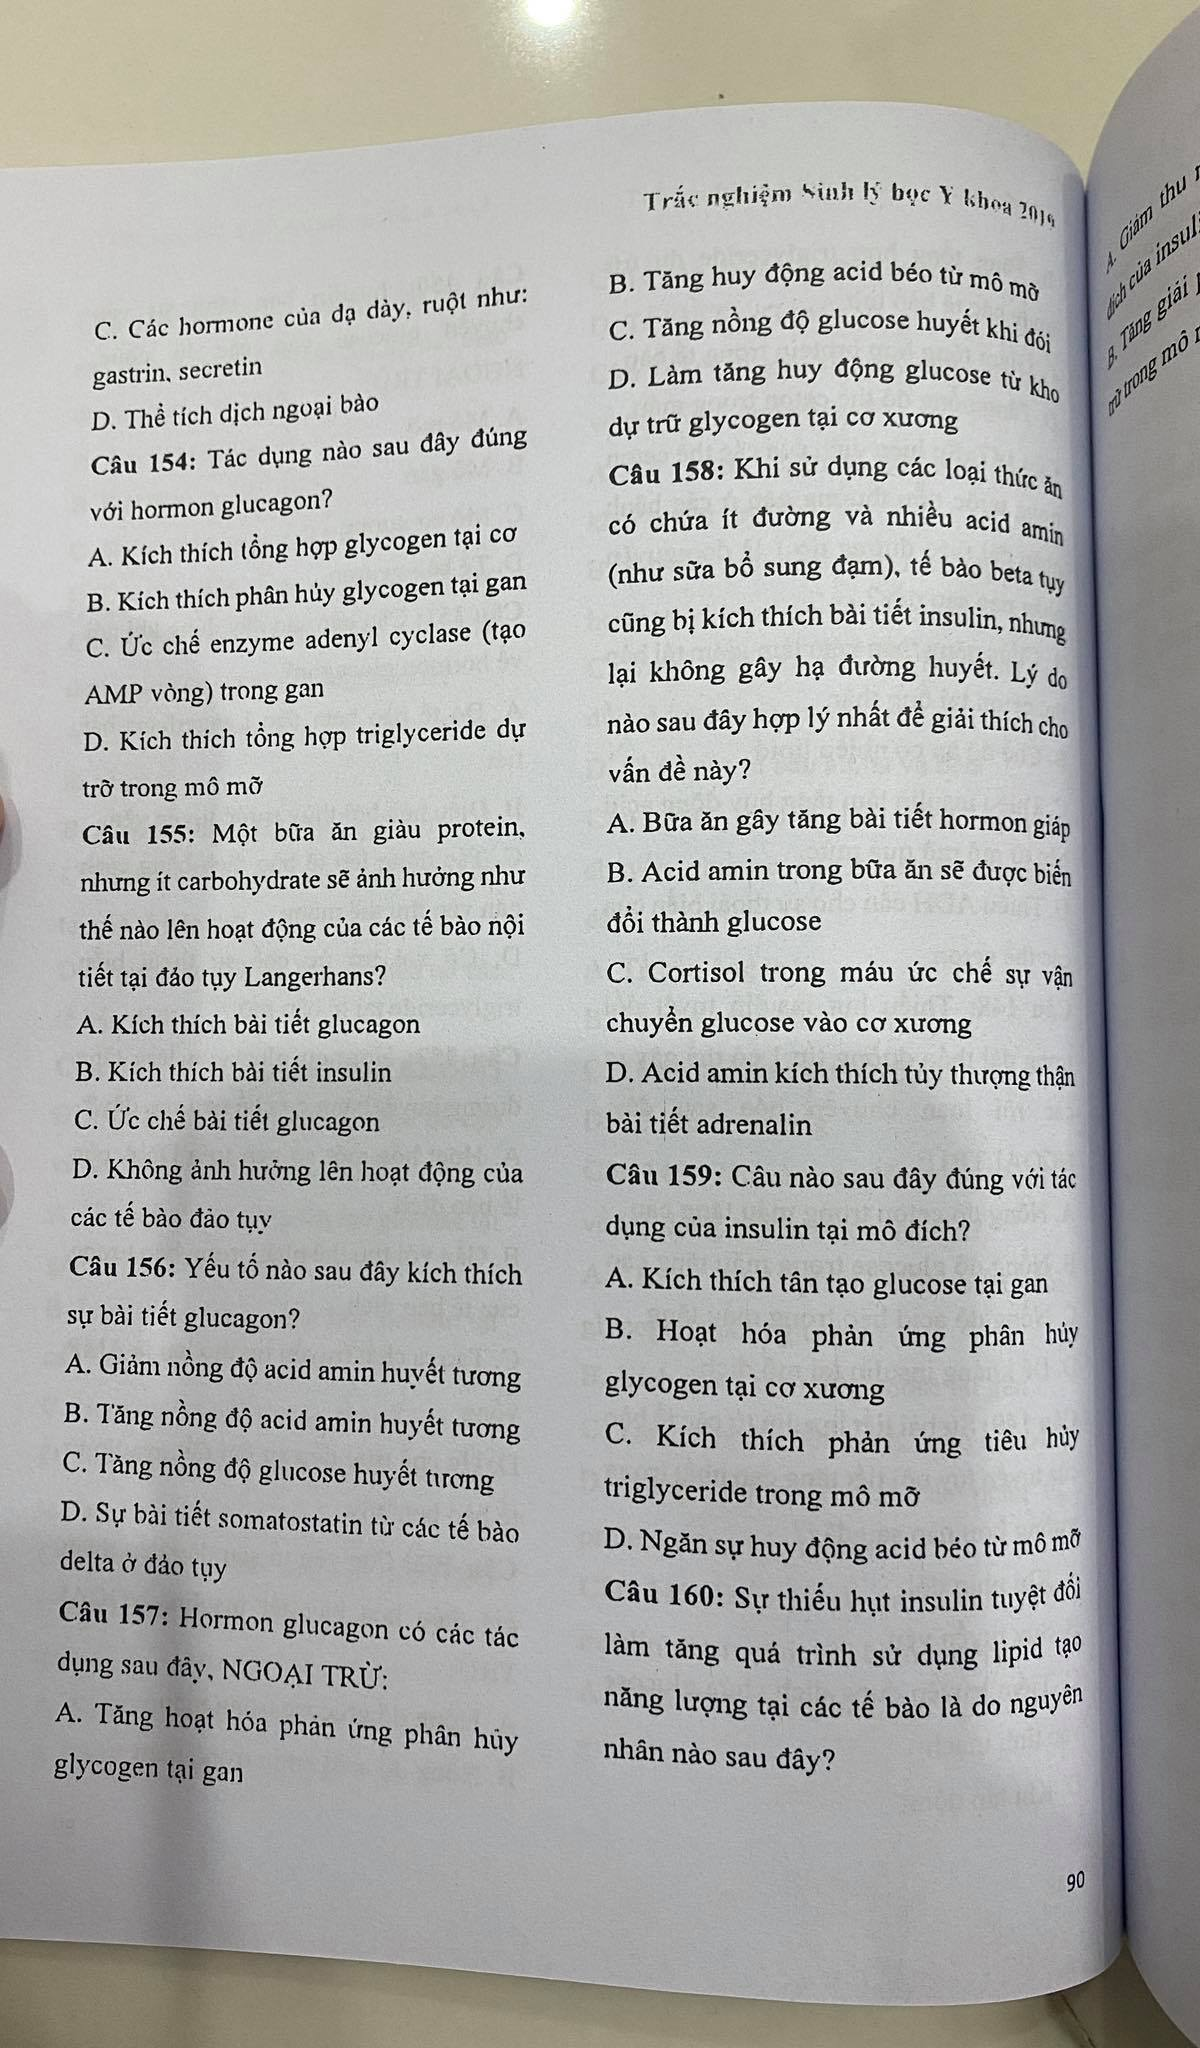 Trắc nghiệm Sinh lý học Y khoa 2019
C. Các hormone của dạ dày, ruột như:
gastrin, secretin
D. Thể tích dịch ngoại bào
Câu 154: Tác dụng nào sau đây đúng
với hormon glucagon?
A. Kích thích tổng hợp glycogen tại cơ
B. Kích thích phân hủy glycogen tại gan
C. Ức chế enzyme adenyl cyclase (tạo
AMP vòng) trong gan
D. Kích thích tổng hợp triglyceride dự
trỡ trong mô mỡ
Câu 155: Một bữa ăn giàu protein,
nhưng ít carbohydrate sẽ ảnh hưởng như
thế nào lên hoạt động của các tế bào nội
tiết tại đảo tụy Langerhans?
A. Kích thích bài tiết glucagon
B. Kích thích bài tiết insulin
C. Ức chế bài tiết glucagon
D. Không ảnh hưởng lên hoạt động của
các tế bào đảo tụy
Câu 156: Yếu tố nào sau đây kích thích
sự bài tiết glucagon?
A. Giảm nồng độ acid amin huyết tương
B. Tăng nồng độ acid amin huyết tương
C. Tăng nồng độ glucose huyết tương
D. Sự bài tiết somatostatin từ các tế bào
delta ở đảo tụy
Câu 157: Hormon glucagon có các tác
dụng sau đây, NGOẠI TRỪ:
A. Tăng hoạt hóa phản ứng phân hủy
glycogen tại gan
B. Tăng huy động acid béo từ mô mỡ
C. Tăng nồng độ glucose huyết khi đói
D. Làm tăng huy động glucose từ kho
dự trữ glycogen tại cơ xương
Câu 158: Khi sử dụng các loại thức ăn
có chứa ít đường và nhiều acid amin
(như sữa bổ sung đạm), tế bào beta tụy
cũng bị kích thích bài tiết insulin, nhưng
lại không gây hạ đường huyết. Lý do
nào sau đây hợp lý nhất để giải thích cho
vấn đề này?
A. Bữa ăn gây tăng bài tiết hormon giáp
B. Acid amin trong bữa ăn sẽ được biến
đổi thành glucose
C. Cortisol trong máu ức chế sự vận
chuyển glucose vào cơ xương
D. Acid amin kích thích tủy thượng thận
bài tiết adrenalin
Câu 159: Câu nào sau đây đúng với tác
dụng của insulin tại mô đích?
A. Kích thích tân tạo glucose tại gan
B. Hoạt hóa phản ứng phân hủy
glycogen tại cơ xương
C. Kích thích phản ứng tiêu hủy
triglyceride trong mô mỡ
D. Ngăn sự huy động acid béo từ mô mỡ
Câu 160: Sự thiếu hụt insulin tuyệt đối
làm tăng quá trình sử dụng lipid tạo
năng lượng tại các tế bào là do nguyên
nhân nào sau đây?
90
A. Giảm thu
đích của
B. Tăng giải
trữ trong mô